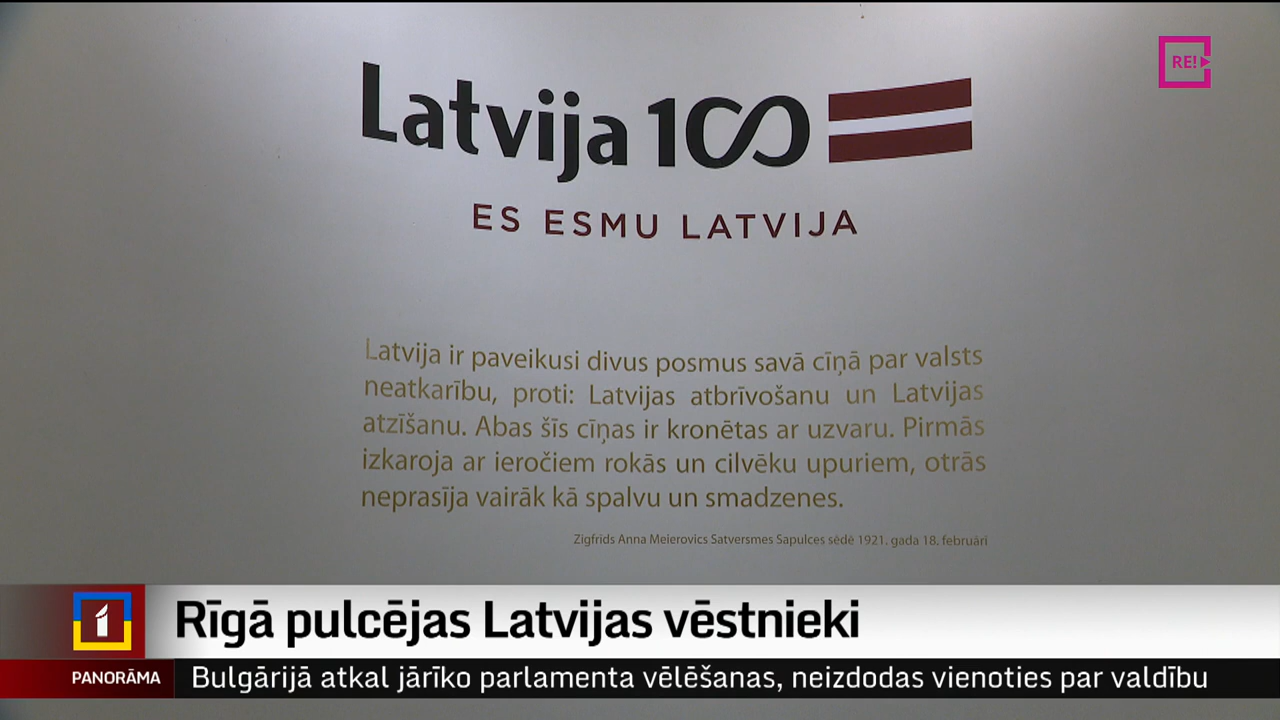 RE!
Latvija 100
ES ESMU LATVIJA
Latvija ir paveikusi divus posmus savā cīņā par valsts
neatkarību, proti: Latvijas atbrīvošanu un Latvijas
atzīšanu. Abas šīs cīņas ir kronētas ar uzvaru. Pirmās
izkaroja ar ieročiem rokās un cilvēku upuriem, otrās
neprasīja vairāk kā spalvu un smadzenes.
Zigfrīds Anna Meierovics Satversmes Sapulces sēdē 1921. gada 18. februārī
1
Rīgā pulcējas Latvijas vēstnieki
PANORĀMA
Bulgārijā atkal jārīko parlamenta vēlēšanas, neizdodas vienoties par valdību